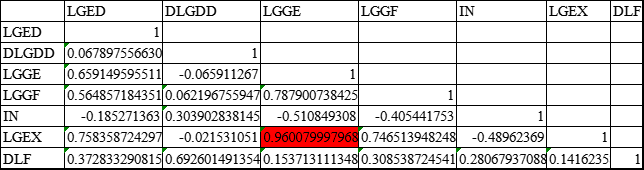 LGED DLGDD LGGE LGGF IN LGEX DLF
LGED 1
DLGDD 0.067897556630 1
LGGE 0.659149595511 -0.065911267 1
LGGF 0.564857184351 0.062196755947 0.787900738425 1
IN -0.185271363 0.303902838145 -0.510849308 -0.405441753 1
LGEX 0.758358724297 -0.021531051 0.960079997968 0.746513948248 -0.48962369 1
DLF 0.372833290815 0.692601491354 0.153713111348 0.308538724541 0.28067937088 0.1416235 1